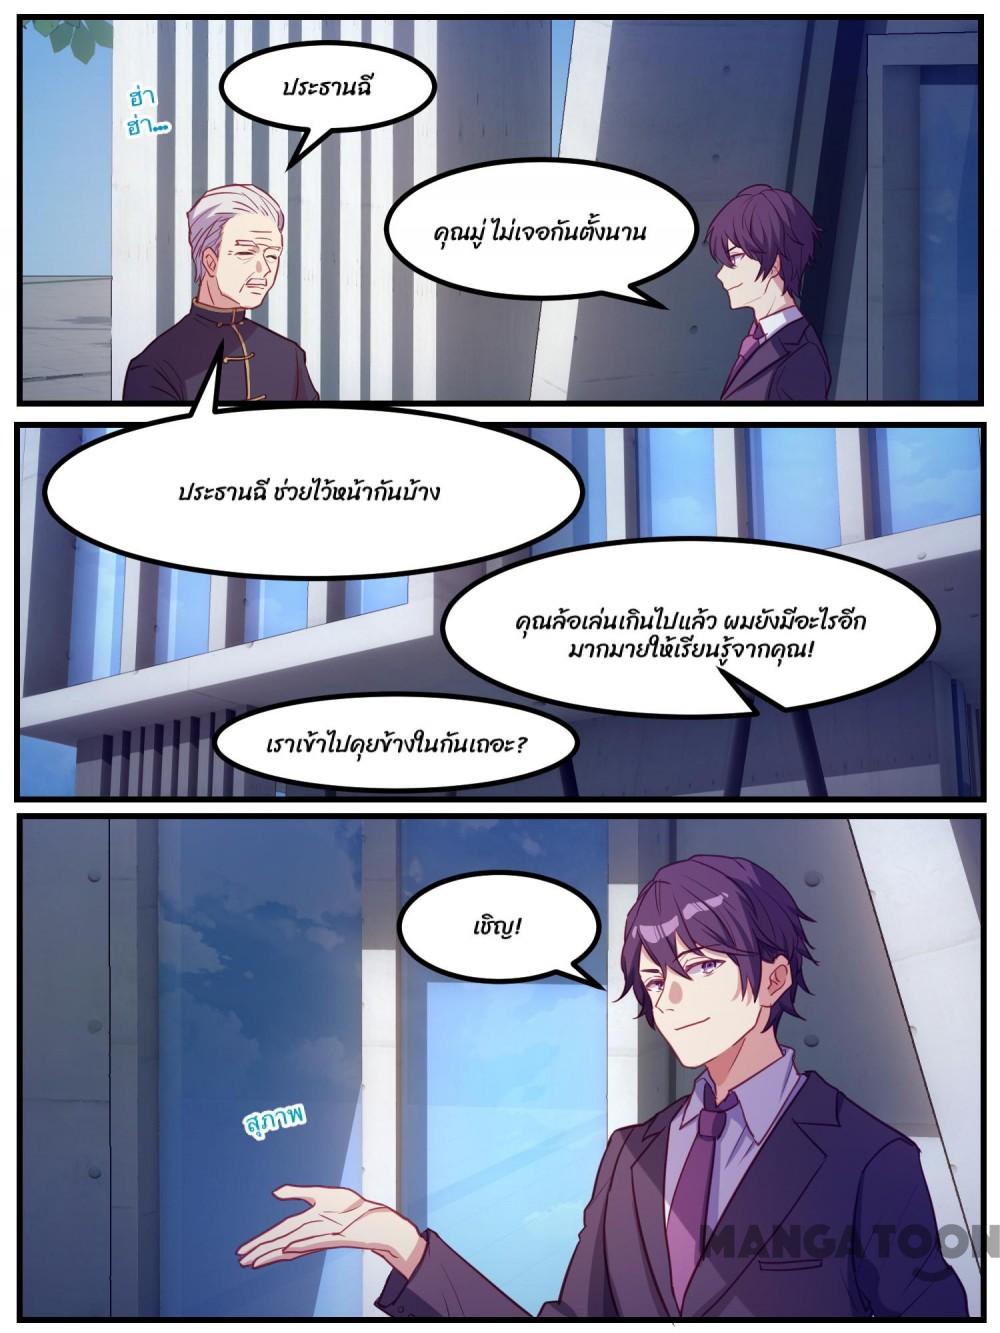 ประธานฉี
ฮ่า
ฮ่า...
คุณมู่ ไม่เจอกันตั้งนาน
ประธานฉี ช่วยไว้หน้ากันบ้าง
คุณล้อเล่นเกินไปแล้ว ผมยังมีอะไรอีก
มากมายให้เรียนรู้จากคุณ!
เราเข้าไปคุยข้างในกันเถอะ?
เชิญ!
สุภาพ
MANGATOON